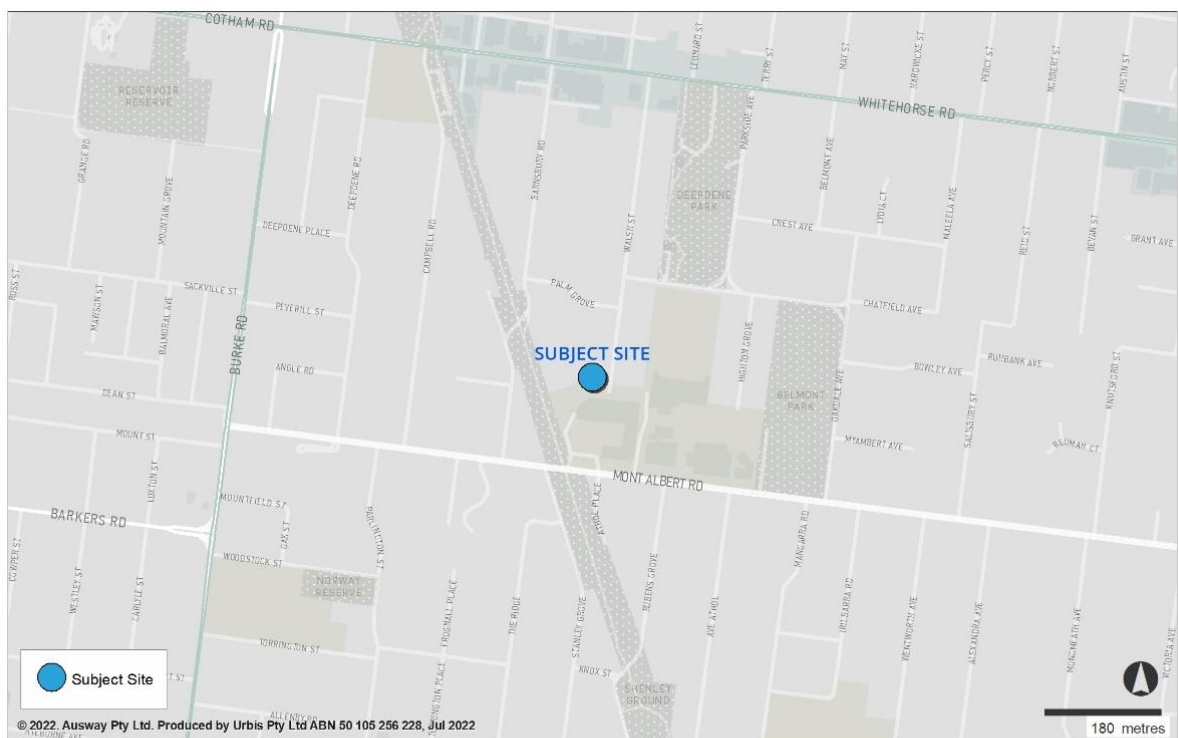 COTHAM RD
LEONARD ST
TERRY ST
MAY ST
HARDWICKE ST
PERCY ST
NORBERT ST
AUSTIN ST
RESERVOIR
RESERVE
WHITEHORSE RD
GRANGE RD
MOUNTAIN GROVE
DEEPDENE RD
BARNSBURY RD
PARKSIDE AVE
BELMONT AVE
DEEPDENE
PARK
LYDIA CT
MALEELA AVE
DEEPDENE PLACE
CAMPBELL RD
WALSH ST
CREST AVE
REID ST
BEVAN ST
GRANT AVE
ROSS ST
SACKVILLE ST
MAWSON ST
BALMORAL AVE
PEVERILL ST
PALM GROVE
CHATFIELD AVE
BURKE RD
SUBJECT SITE
HIGHTON GROVE
RUMBANK AVE
ANGLE RD
BOWLEY AVE
KNUTSFORD ST
DEAN ST
BELMONT
PARK
OAKDALE AVE
SALISBURY ST
MOUNT ST
MYAMBERT AVE
REUMAH CT
LOXTON ST
MONT ALBERT RD
MOUNTFIELD ST
BARKERS RD
OAK ST
BOWLINGTON ST
ATHOL PLACE
MANGARRA RD
COWPER ST
WESTLEY ST
CARLYLE ST
WOODSTOCK ST
NORWAY
RESERVE
FROGNALL PLACE
THE RIDGE
STANLEY GROVE
RUBENS GROVE
AVE ATHOL
IRILBARRA RD
WENTWORTH AVE
ALEXANDRA AVE
MONOMEATH AVE
VICTORIA AVE
TORRINGTON ST
KNOX ST
SHENLEY
GROUND
Subject Site
ALLENBY RD
© 2022. Ausway Pty Ltd. Produced by Urbis Pty Ltd ABN 50 105 256 228, Jul 2022
180 metres